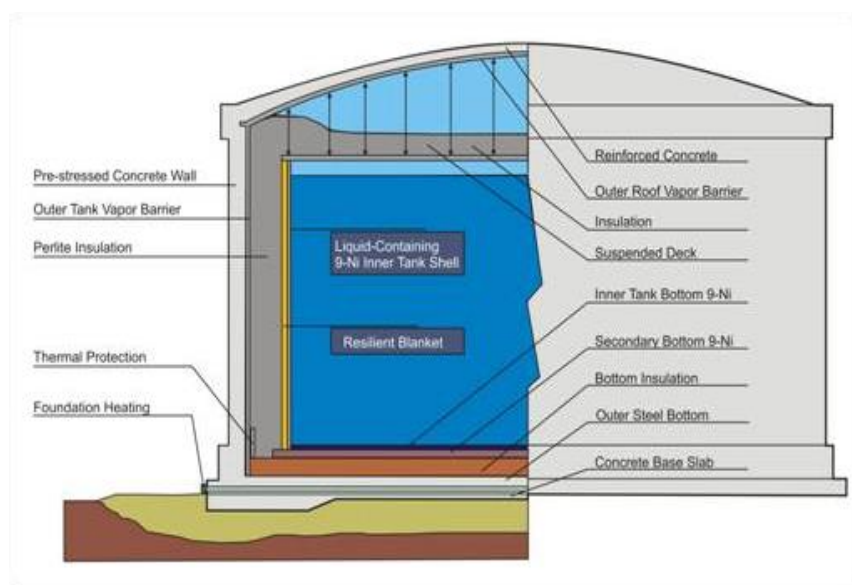 Pre-stressed Concrete Wall
Outer Tank Vapor Barrier
Perlite Insulation
Thermal Protection
Foundation Heating
Liquid-Containing
9-Ni Inner Tank Shell
Resilient Blanket
Reinforced Concrete
Outer Roof Vapor Barrier
Insulation
Suspended Deck
Inner Tank Bottom 9-Ni
Secondary Bottom 9-Ni
Bottom Insulation
Outer Steel Bottom
Concrete Base Slab